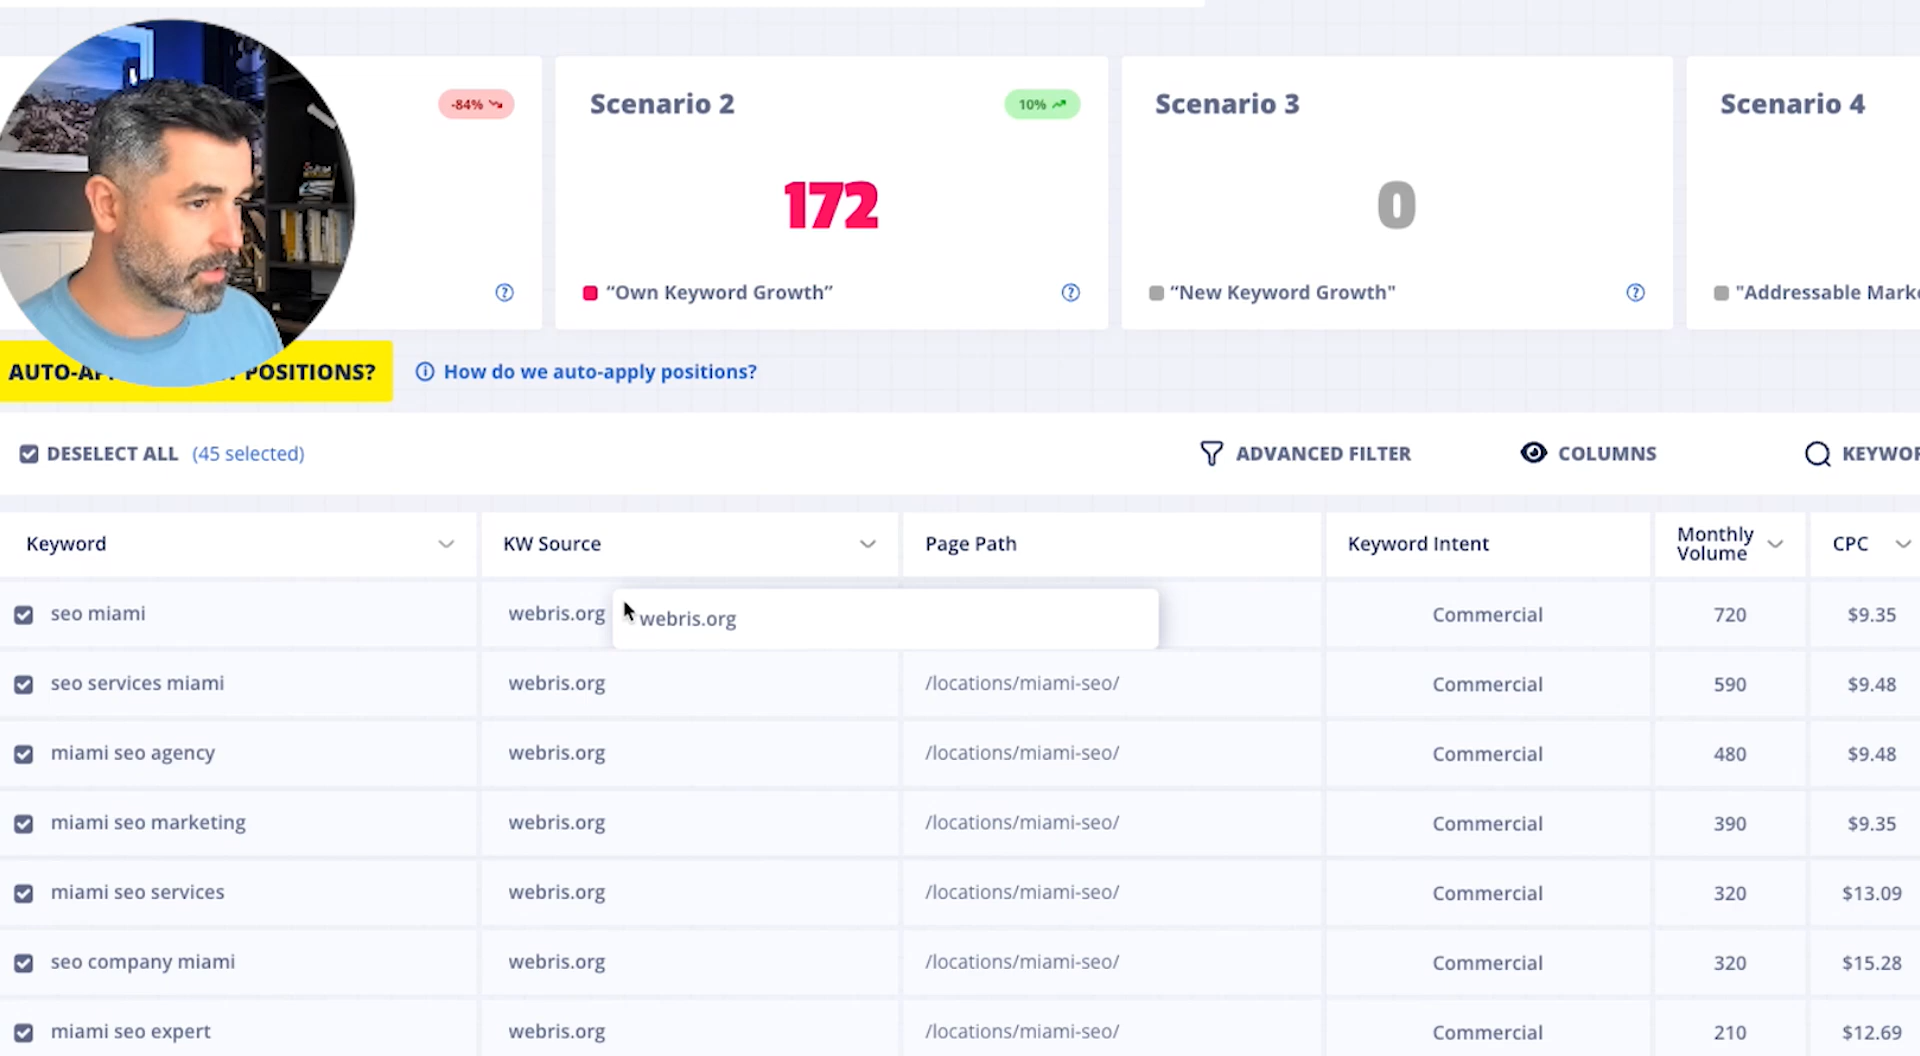 -84%
Scenario 2
10%
172
“Own Keyword Growth”
Scenario 3
0
“New Keyword Growth"
Scenario 4
"Addressable
AUTO- POSITIONS?
How do we auto-apply positions?
DESELECT ALL (45 selected)
ADVANCED FILTER
COLUMNS
Keyword
KW Source
Page Path
Keyword Intent
Monthly
Volume
CPC
seo miami webris.org webris.org Commercial 720 $9.35
seo services miami webris.org /locations/miami-seo/ Commercial 590 $9.48
miami seo agency webris.org /locations/miami-seo/ Commercial 480 $9.48
miami seo marketing webris.org /locations/miami-seo/ Commercial 390 $9.35
miami seo services webris.org /locations/miami-seo/ Commercial 320 $13.09
seo company miami webris.org /locations/miami-seo/ Commercial 320 $15.28
miami seo expert webris.org /locations/miami-seo/ Commercial 210 $12.69